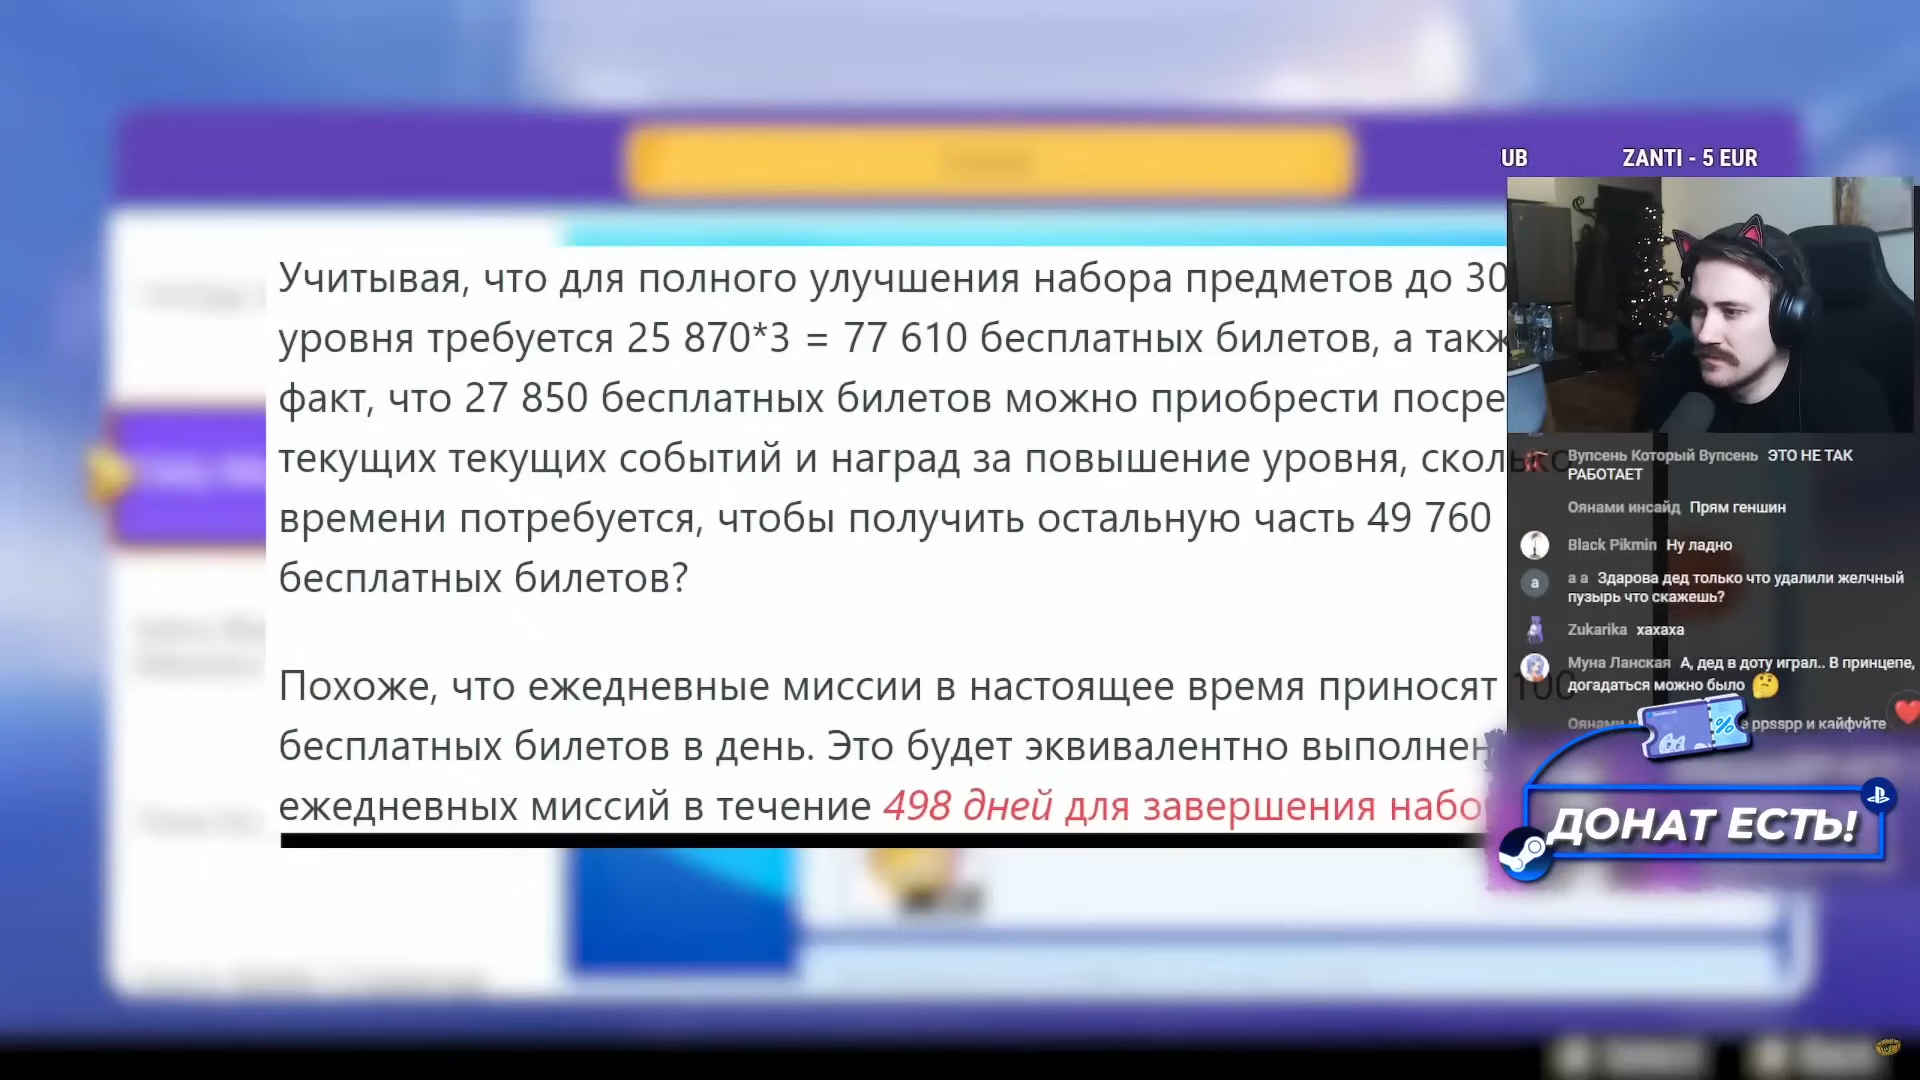 UB ZANTI - 5 EUR
Учитывая, что для полного улучшения набора предметов до 30
уровня требуется 25 870*3 = 77 610 бесплатных билетов, а такж
факт, что 27 850 бесплатных билетов можно приобрести посре
текущих текущих событий и наград за повышение уровня, сколько
времени потребуется, чтобы получить остальную часть 49 760
бесплатных билетов?
Похоже, что ежедневные миссии в настоящее время приносят 100
бесплатных билетов в день. Это будет эквивалентно выполнен
ежедневных миссий в течение 498 дней для завершения набо
Вупсень Который Вупсень ЭТО НЕ ТАК
РАБОТАЕТ
Оянами инсайд Прям геншин
Black Pikmin Ну ладно
a
a a Здарова дед только что удалили желчный
пузырь что скажешь?
Zukarika хахаха
Муна Ланская А, дед в доту играл.. В принцепе,
догадаться можно было 🤔
Оянами ppsspp и кайфуйте
%
ДОНАТ ЕСТЬ!